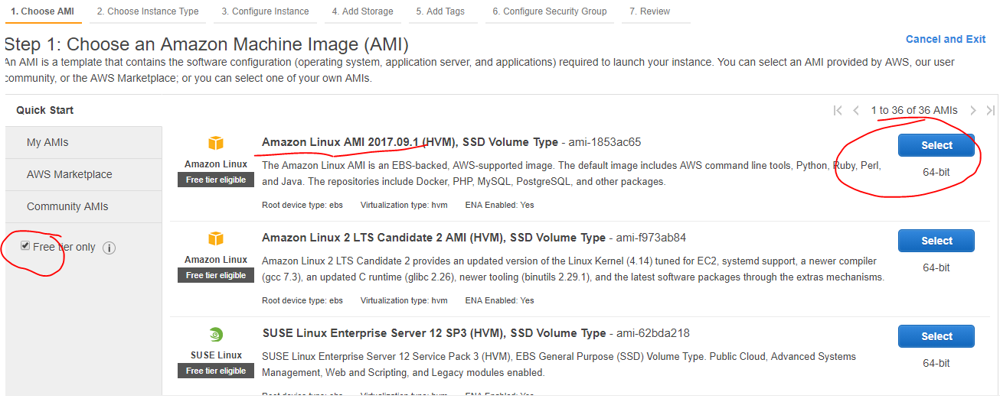 1. Choose AMI 2. Choose Instance Type 3. Configure Instance 4. Add Storage 5. Add Tags 6. Configure Security Group 7. Review
Step 1: Choose an Amazon Machine Image (AMI)
Cancel and Exit
An AMI is a template that contains the software configuration (operating system, application server, and applications) required to launch your instance. You can select an AMI provided by AWS, our user
community, or the AWS Marketplace; or you can select one of your own AMIs.
Quick Start
1 to 36 of 36 AMIs
My AMIs
AWS Marketplace
Community AMIs
Free tier only
Amazon Linux
Free tier eligible
Amazon Linux AMI 2017.09.1 (HVM), SSD Volume Type - ami-1853ac65
The Amazon Linux AMI is an EBS-backed, AWS-supported image. The default image includes AWS command line tools, Python, Ruby, Perl,
and Java. The repositories include Docker, PHP, MySQL, PostgreSQL, and other packages.
Root device type: ebs Virtualization type: hvm ENA Enabled: Yes
Select
64-bit
Amazon Linux
Free tier eligible
Amazon Linux 2 LTS Candidate 2 AMI (HVM), SSD Volume Type - ami-f973ab84
Amazon Linux 2 LTS Candidate 2 provides an updated version of the Linux Kernel (4.14) tuned for EC2, systemd support, a newer compiler
(gcc 7.3), an updated C runtime (glibc 2.26), newer tooling (binutils 2.29.1), and the latest software packages through the extras mechanisms.
Root device type: ebs Virtualization type: hvm ENA Enabled: Yes
Select
64-bit
SUSE Linux
Free tier eligible
SUSE Linux Enterprise Server 12 SP3 (HVM), SSD Volume Type - ami-62bda218
SUSE Linux Enterprise Server 12 Service Pack 3 (HVM), EBS General Purpose (SSD) Volume Type. Public Cloud, Advanced Systems
Management, Web and Scripting, and Legacy modules enabled.
Root device type: ebs Virtualization type: hvm ENA Enabled: Yes
Select
64-bit